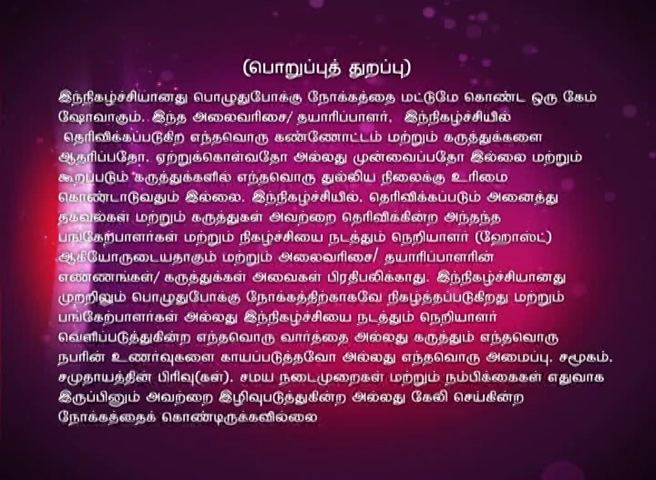 (பொறுப்புத் துறப்பு)
இந்நிகழ்ச்சியானது பொழுதுபோக்கு நோக்கத்தை மட்டுமே கொண்ட ஒரு கேம்
ஷோவாகும். இந்த அலைவரிசை/ தயாரிப்பாளர், இந்நிகழ்ச்சியில்
தெரிவிக்கப்படுகிற எந்தவொரு கண்ணோட்டம் மற்றும் கருத்துக்களை
ஆதரிப்பதோ. ஏற்றுக்கொள்வதோ அல்லது முன்வைப்பதோ இல்லை மற்றும்
கூறப்படும் கருத்துக்களில் எந்தவொரு துல்லிய நிலைக்கு உரிமை
கொண்டாடுவதும் இல்லை. இந்நிகழ்ச்சியில். தெரிவிக்கப்படும் அனைத்து
தகவல்கள் மற்றும் கருத்துகள் அவற்றை தெரிவிக்கின்ற அந்தந்த
பங்கேற்பாளர்கள் மற்றும் நிகழ்ச்சியை நடத்தும் நெறியாளர் (ஹோஸ்ட்)
ஆகியோருடையதாகும் மற்றும் அலைவரிசை/ தயாரிப்பாளரின்
எண்ணங்கள்/ கருத்துக்கள் அவைகள் பிரதிபலிக்காது. இந்நிகழ்ச்சியானது
முற்றிலும் பொழுதுபோக்கு நோக்கத்திற்காகவே நிகழ்த்தப்படுகிறது மற்றும்
பங்கேற்பாளர்கள் அல்லது இந்நிகழ்ச்சியை நடத்தும் நெறியாளர்
வெளிப்படுத்துகின்ற எந்தவொரு வார்த்தை அல்லது கருத்தும் எந்தவொரு
நபரின் உணர்வுகளை காயப்படுத்தவோ அல்லது எந்தவொரு அமைப்பு. சமூகம்.
சமுதாயத்தின் பிரிவு(கள்). சமய நடைமுறைகள் மற்றும் நம்பிக்கைகள் எதுவாக
இருப்பினும் அவற்றை இழிவுபடுத்துகின்ற அல்லது கேலி செய்கின்ற
நோக்கத்தைக் கொண்டிருக்கவில்லை